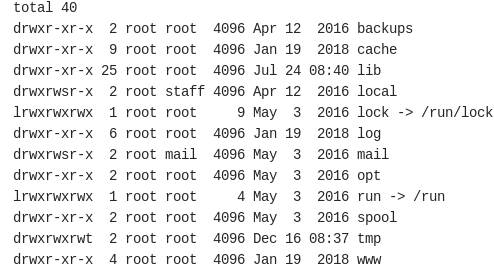 total 40
drwxr-xr-x  2 root root  4096 Apr 12  2016 backups
drwxr-xr-x  9 root root  4096 Jan 19  2018 cache
drwxr-xr-x 25 root root  4096 Jul 24 08:40 lib
drwxrwsr-x  2 root staff 4096 Apr 12  2016 local
lrwxrwxrwx  1 root root     9 May  3  2016 lock -> /run/lock
drwxr-xr-x  6 root root  4096 Jan 19  2018 log
drwxrwsr-x  2 root mail  4096 May  3  2016 mail
drwxr-xr-x  2 root root  4096 May  3  2016 opt
lrwxrwxrwx  1 root root     4 May  3  2016 run -> /run
drwxr-xr-x  2 root root  4096 May  3  2016 spool
drwxrwxrwt  2 root root  4096 Dec 16 08:37 tmp
drwxr-xr-x  4 root root  4096 Jan 19  2018 www